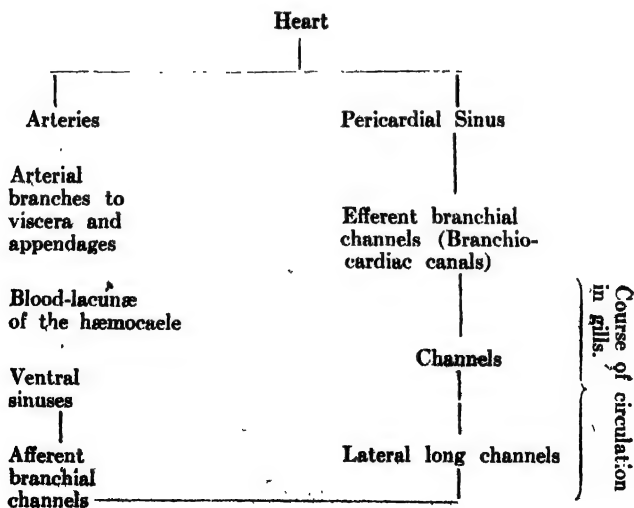 Heart
Arteries
Pericardial Sinus
Arterial
branches to
viscera and
appendages
Efferent branchial
channels (Branchio-
cardiac canals)
Blood-lacunæ
of the hæmocaele
Channels
Ventral
sinuses
Afferent
branchial
channels
Lateral long channels
Course of circulation
in gills.